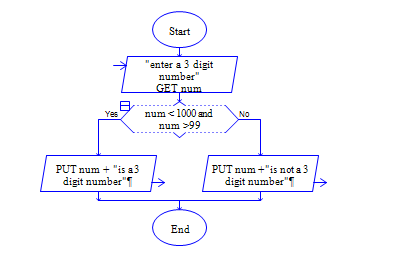 Start
"enter a 3 digit
number"
GET num
Yes
num < 1000 and
num >99
No
PUT num + "is a 3
digit number"¶
PUT num +"is not a 3
digit number"¶
End